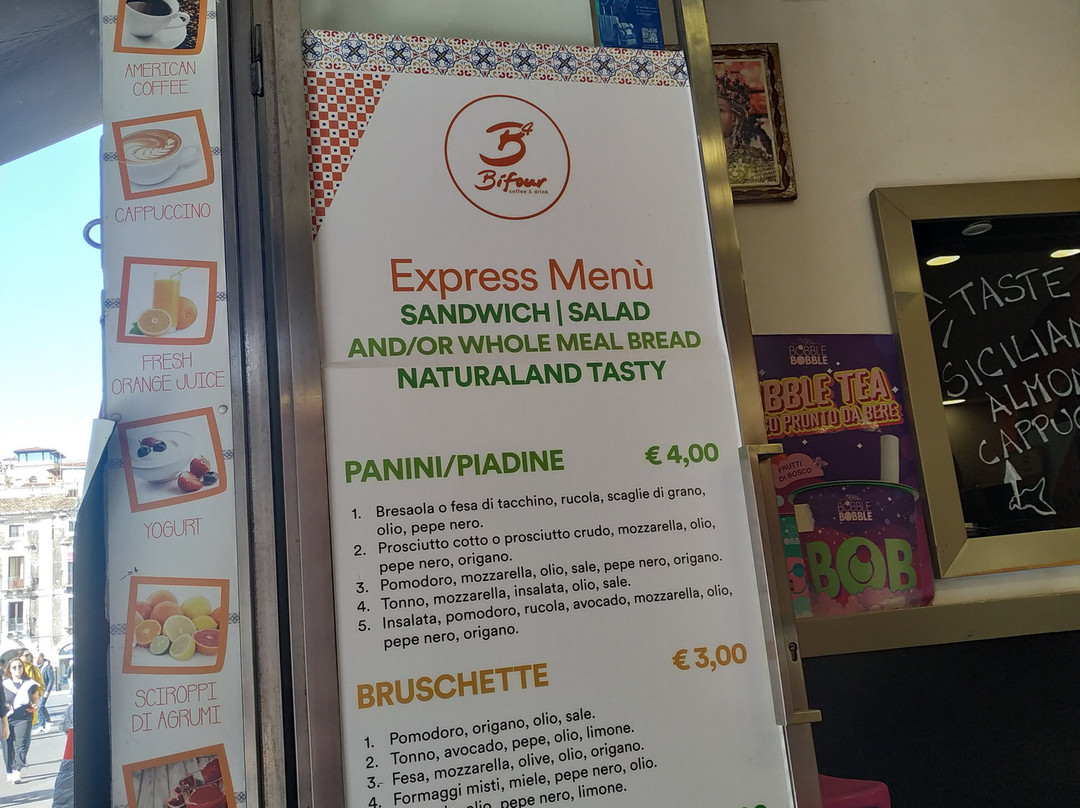 AMERICAN
COFFEE
CAPPUCCINO
FRESH
ORANGE JUICE
YOGURT
SCIROPPI
DI AGRUMI
B4
Bifour
coffee & drink
Express Menù
SANDWICH | SALAD
AND/OR WHOLE MEAL BREAD
NATURALAND TASTY
PANINI/PIADINE € 4,00
1. Bresaola o fesa di tacchino, rucola, scaglie di grano,
olio, pepe nero.
2. Prosciutto cotto o prosciutto crudo, mozzarella, olio,
pepe nero, origano.
3. Pomodoro, mozzarella, olio, sale, pepe nero, origano.
4. Tonno, mozzarella, insalata, olio, sale.
5. Insalata, pomodoro, rucola, avocado, mozzarella, olio,
pepe nero, origano.
BRUSCHETTE € 3,00
1. Pomodoro, origano, olio, sale.
2. Tonno, avocado, pepe, olio, limone.
3. Fesa, mozzarella, olive, olio, origano.
4. Formaggi misti, miele, pepe nero, olio.
olio, pepe nero, limone.
BOBBLE
BOBBLE
BBLE TEA
PRONTO DA BERE
FRUTTI
DI BOSCO
BOBBLE
BOBBLE
BOB
TASTE
SICILIAN
ALMON
CAPPUC